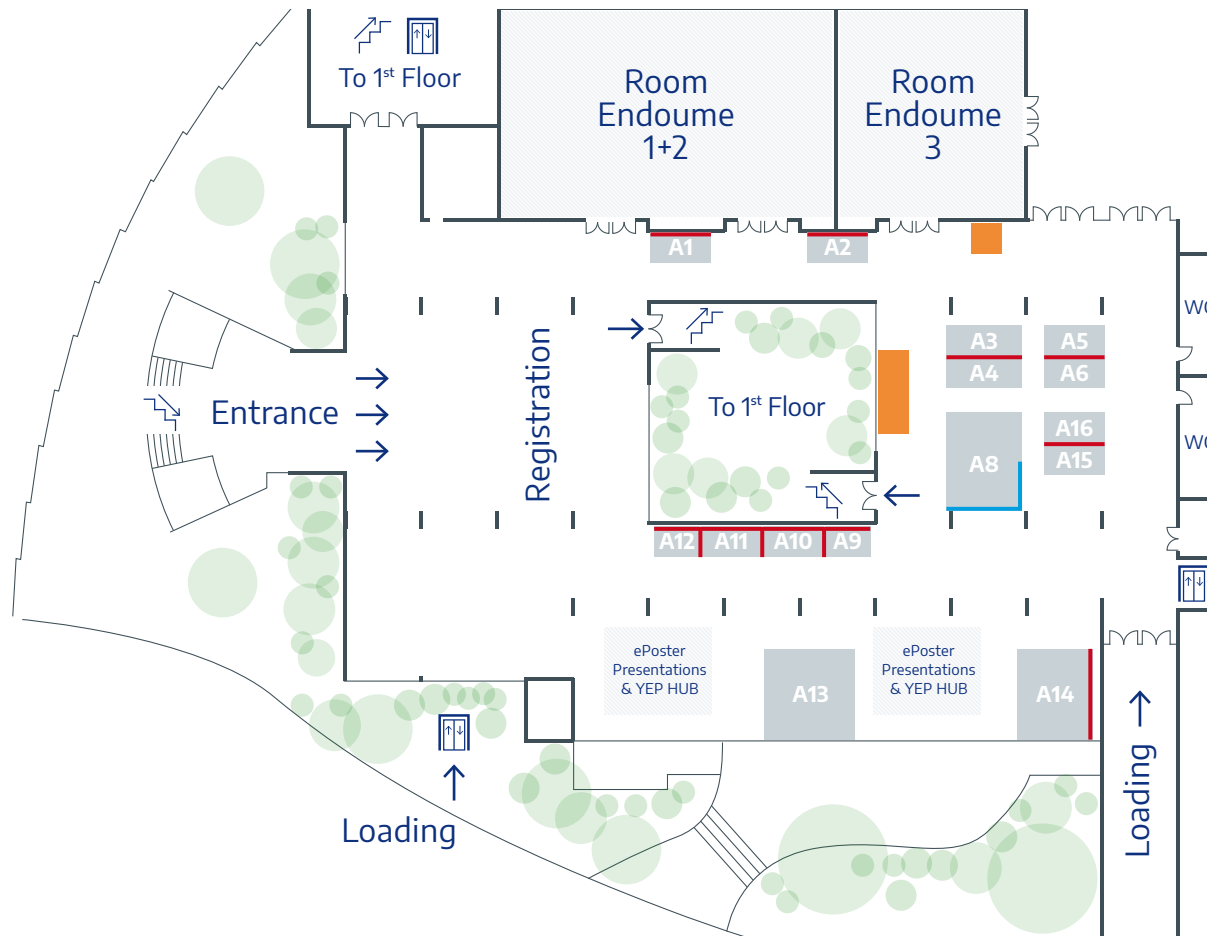 To 1st Floor
Room
Endoume
1+2
Room
Endoume
3
A1
A2
A3
A4
A5
A6
Registration
Entrance
To 1st Floor
A8
A16
A15
A12
A11
A10
A9
ePoster
Presentations
& YEP HUB
A13
ePoster
Presentations
& YEP HUB
A14
Loading
Loading